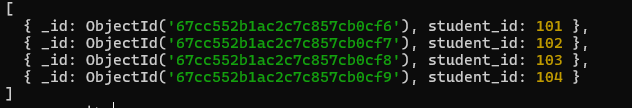 [
  { _id: ObjectId('67cc552b1ac2c7c857cb0cf6'), student_id: 101 },
  { _id: ObjectId('67cc552b1ac2c7c857cb0cf7'), student_id: 102 },
  { _id: ObjectId('67cc552b1ac2c7c857cb0cf8'), student_id: 103 },
  { _id: ObjectId('67cc552b1ac2c7c857cb0cf9'), student_id: 104 }
]